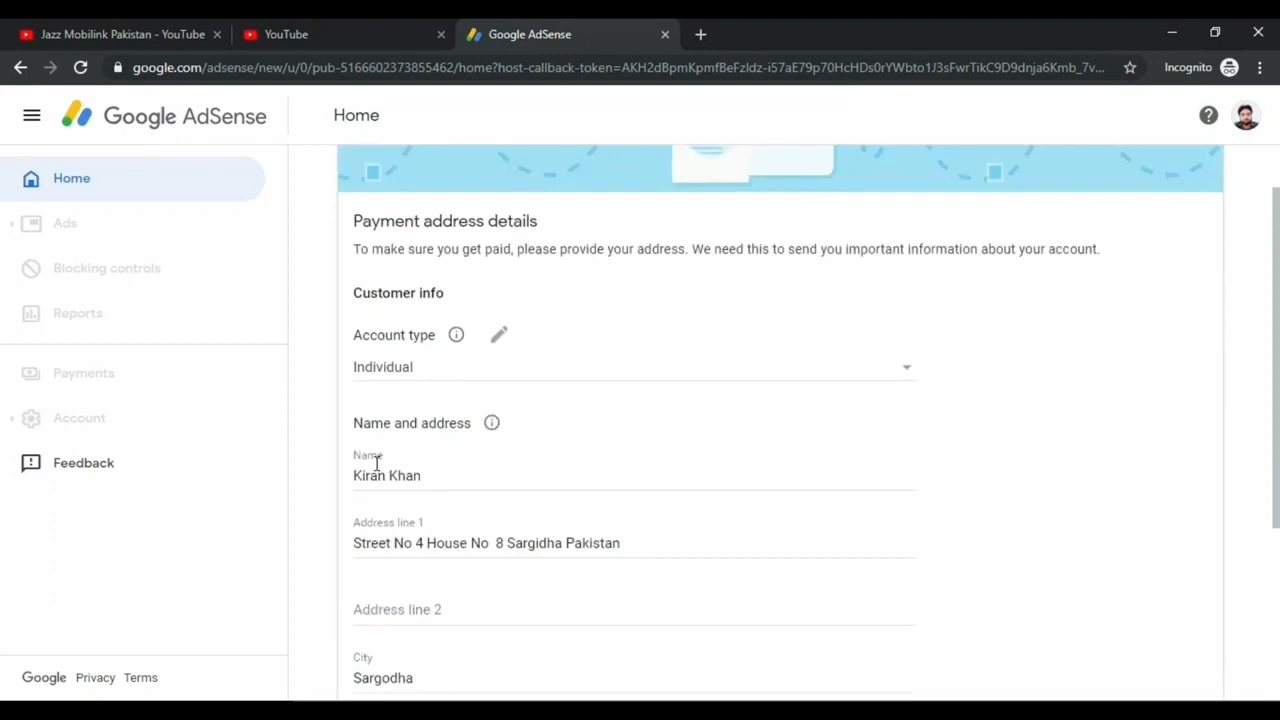 Jazz Mobilink Pakistan - YouTube
YouTube
Google AdSense
google.com/adsense/new/u/0/pub-5166602373855462/home?host-callback-token=AKH2dBpmKpmfBeFzldz-i57aE79p70HcHDs0rYWbto1J3sFwrTikC9D9dnja6Kmb_7v...
Incognito
Google AdSense
Home
Home
Ads
Blocking controls
Reports
Payments
Account
Feedback
Google Privacy Terms
Payment address details
To make sure you get paid, please provide your address. We need this to send you important information about your account.
Customer info
Account type
Individual
Name and address
Name
Kiran Khan
Address line 1
Street No 4 House No  8 Sargidha Pakistan
Address line 2
City
Sargodha